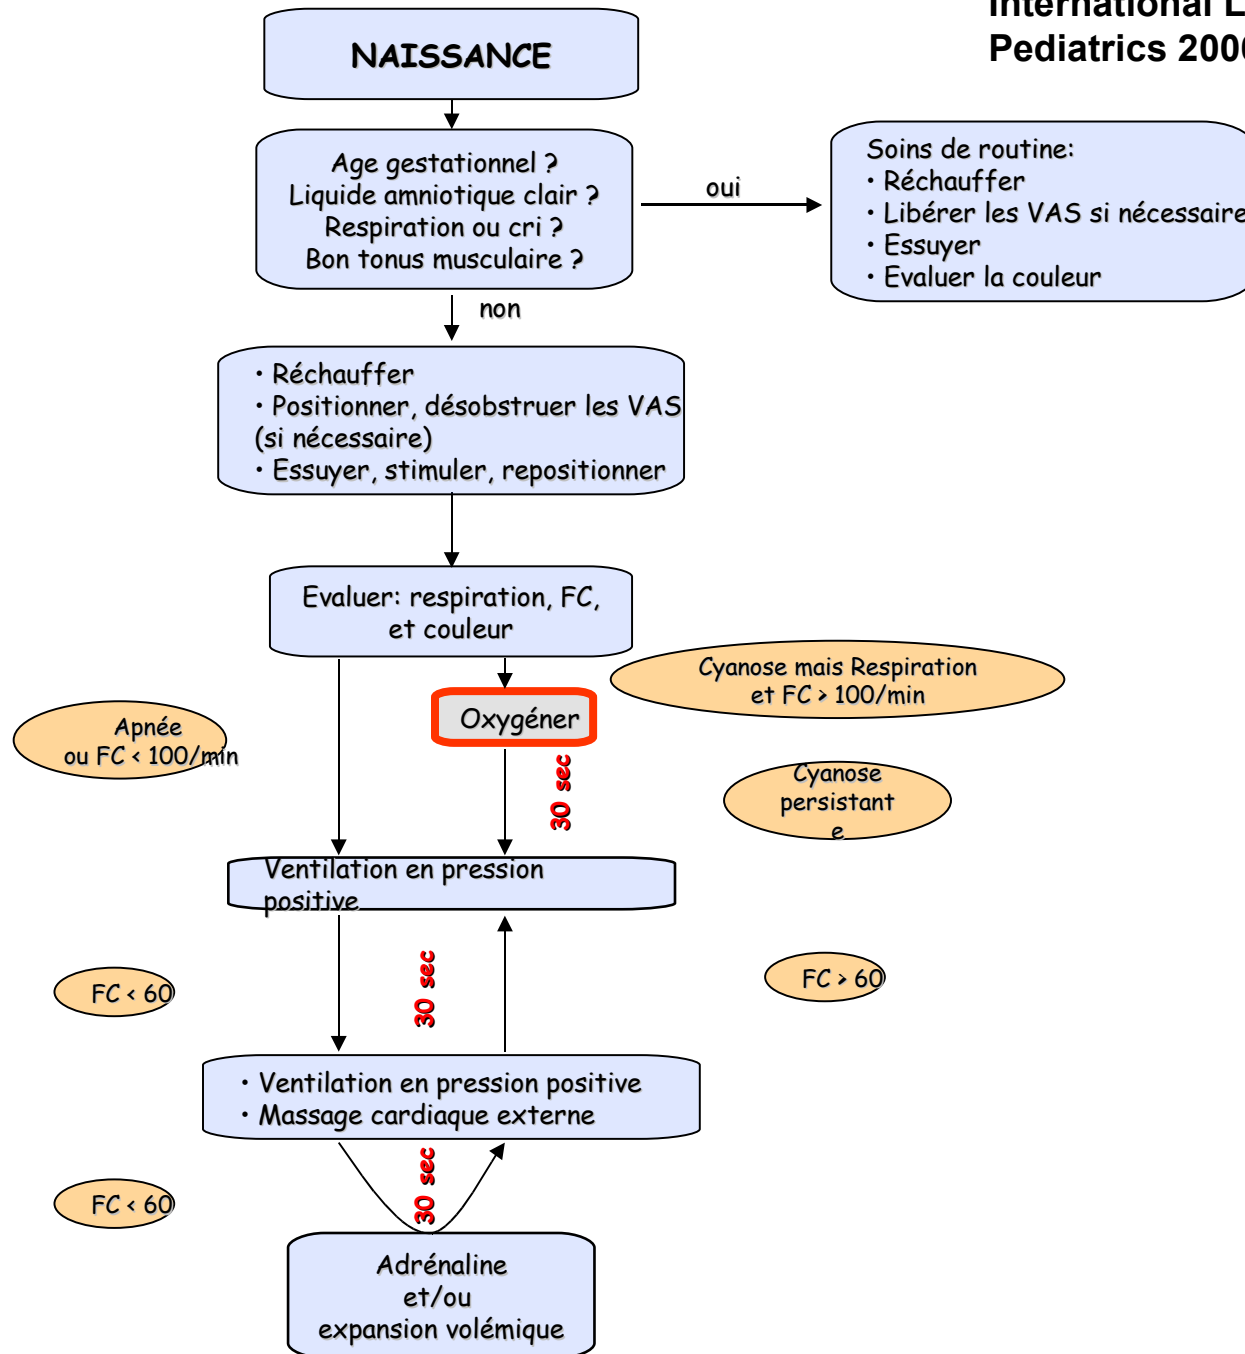 International L
Pediatrics 2006
NAISSANCE
Age gestationnel ?
Liquide amniotique clair ?
Respiration ou cri ?
Bon tonus musculaire ?
oui
Soins de routine:
• Réchauffer
• Libérer les VAS si nécessaire
• Essuyer
• Evaluer la couleur
non
• Réchauffer
• Positionner, désobstruer les VAS
(si nécessaire)
• Essuyer, stimuler, repositionner
Evaluer: respiration, FC,
et couleur
Cyanose mais Respiration
et FC > 100/min
Oxygéner
Apnée
ou FC < 100/min
30 sec
Cyanose
persistant
e
Ventilation en pression
positive
FC < 60
30 sec
FC > 60
• Ventilation en pression positive
• Massage cardiaque externe
FC < 60
30 sec
Adrénaline
et/ou
expansion volémique